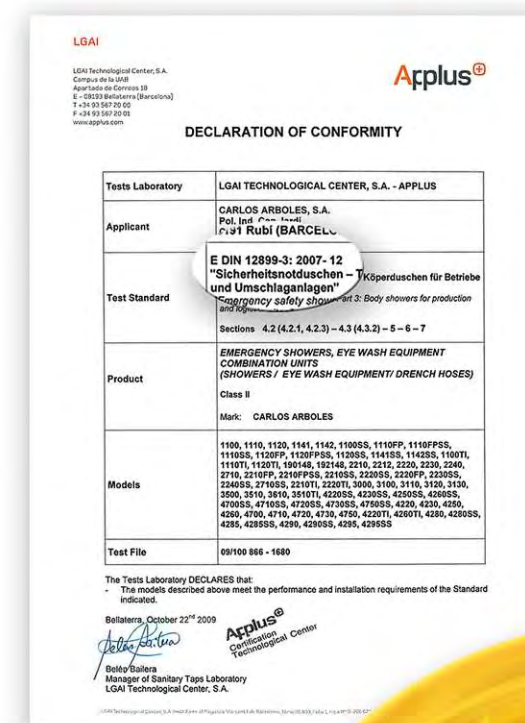 LGAI
LGAI Technological Center, S.A.
Campus de la UAB
Apartado de Correos 18
E - 08193 Bellaterra (Barcelona)
T +34 93 567 20 00
F +34 93 567 20 01
www.applus.com
Applus+
DECLARATION OF CONFORMITY
Tests Laboratory
LGAI TECHNOLOGICAL CENTER, S.A. - APPLUS
Applicant
CARLOS ARBOLES, S.A.
Pol. Ind.
Rubí
Test Standard
E DIN 12899-3: 2007- 12
"Sicherheitsnotduschen – T
Köperduschen für Betriebe
und Umschlaganlagen"
Emergency safety
3: Body showers for production
Sections 4.2 (4.2.1, 4.2.3) – 4.3 (4.3.2) – 5 – 6 – 7
Product
EMERGENCY SHOWERS, EYE WASH EQUIPMENT
COMBINATION UNITS
(SHOWERS / EYE WASH EQUIPMENT/ DRENCH HOSES)
Class II
Mark: CARLOS ARBOLES
Models
1100, 1110, 1120, 1141, 1142, 1100SS, 1110FP, 1110FPSS,
1110SS, 1120FP, 1120FPSS, 1120SS, 1141SS, 1142SS, 1100TI,
1110TI, 1120TI, 190148, 192148, 2210, 2212, 2220, 2230, 2240,
2710, 2210FP, 2210FPSS, 2210SS, 2220SS, 2220FP, 2230SS,
2240SS, 2710SS, 2210TI, 2220TI, 3000, 3100, 3110, 3120, 3130,
3500, 3510, 3610, 3510TI, 4220SS, 4230SS, 4250SS, 4260SS,
4700SS, 4710SS, 4720SS, 4730SS, 4750SS, 4220, 4230, 4250,
4260, 4700, 4710, 4720, 4730, 4750, 4220TI, 4260TI, 4280, 4280SS,
4285, 4285SS, 4290, 4290SS, 4295, 4295SS
Test File
09/100 866 - 1680
The Tests Laboratory DECLARES that:
- The models described above meet the performance and installation requirements of the Standard
indicated.
Bellaterra, October 22nd 2009
Applus+
Certification
Technological Center
Belén Bailera
Manager of Sanitary Taps Laboratory
LGAI Technological Center, S.A.